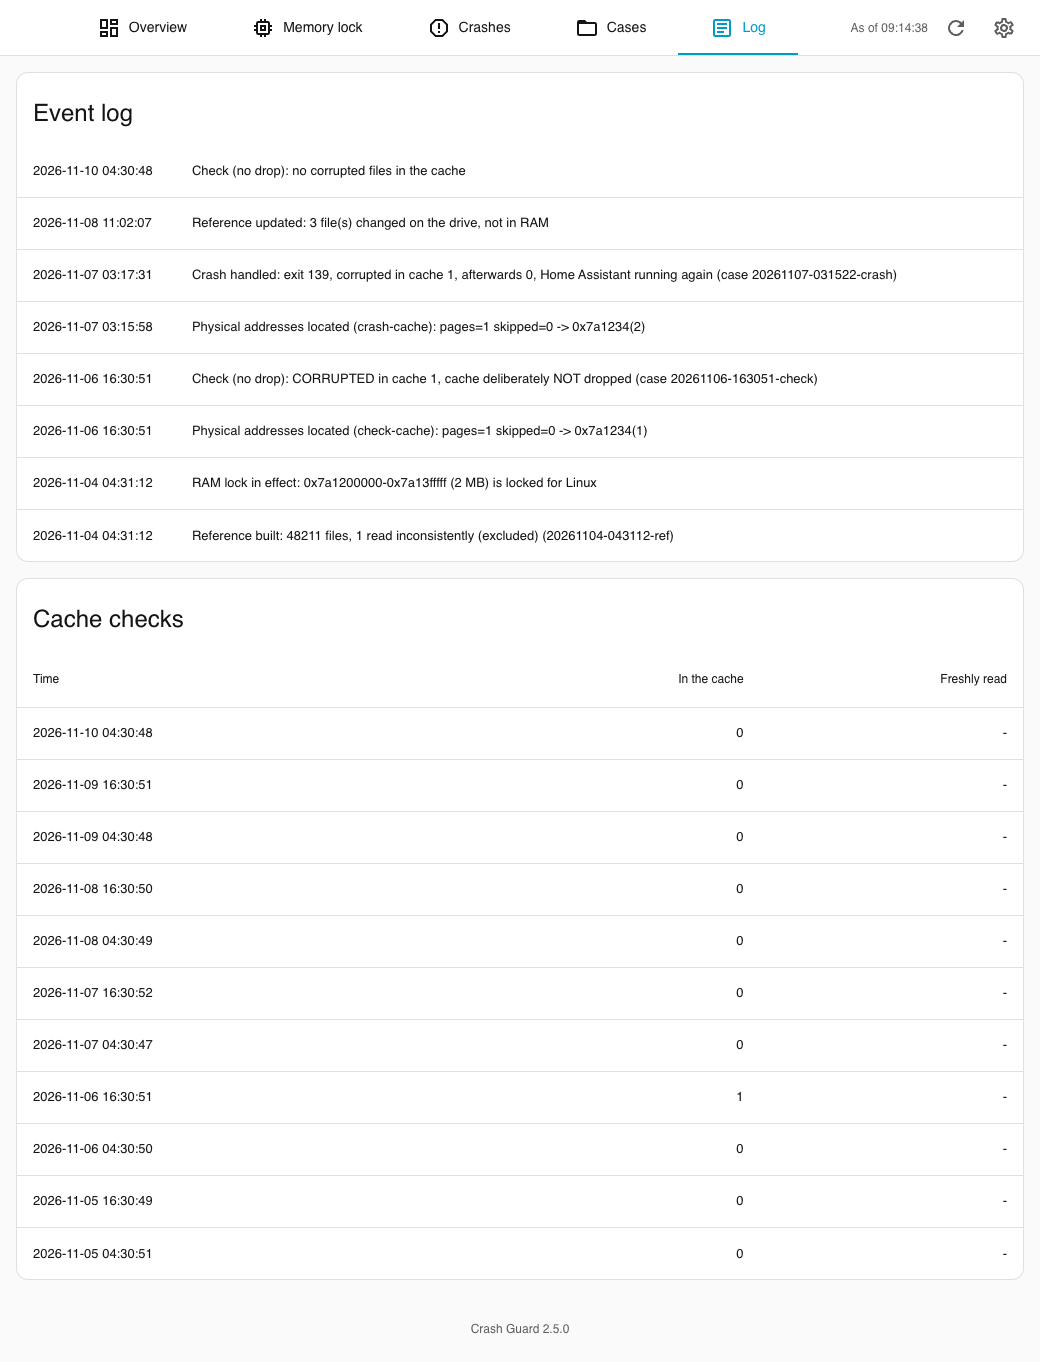 Overview
Memory lock
Crashes
Cases
Log
As of 09:14:38
Event log
2026-11-10 04:30:48 Check (no drop): no corrupted files in the cache
2026-11-08 11:02:07 Reference updated: 3 file(s) changed on the drive, not in RAM
2026-11-07 03:17:31 Crash handled: exit 139, corrupted in cache 1, afterwards 0, Home Assistant running again (case 20261107-031522-crash)
2026-11-07 03:15:58 Physical addresses located (crash-cache): pages=1 skipped=0 -> 0x7a1234(2)
2026-11-06 16:30:51 Check (no drop): CORRUPTED in cache 1, cache deliberately NOT dropped (case 20261106-163051-check)
2026-11-06 16:30:51 Physical addresses located (check-cache): pages=1 skipped=0 -> 0x7a1234(1)
2026-11-04 04:31:12 RAM lock in effect: 0x7a1200000-0x7a13fffff (2 MB) is locked for Linux
2026-11-04 04:31:12 Reference built: 48211 files, 1 read inconsistently (excluded) (20261104-043112-ref)
Cache checks
Time In the cache Freshly read
2026-11-10 04:30:48 0 -
2026-11-09 16:30:51 0 -
2026-11-09 04:30:48 0 -
2026-11-08 16:30:50 0 -
2026-11-08 04:30:49 0 -
2026-11-07 16:30:52 0 -
2026-11-07 04:30:47 0 -
2026-11-06 16:30:51 1 -
2026-11-06 04:30:50 0 -
2026-11-05 16:30:49 0 -
2026-11-05 04:30:51 0 -
Crash Guard 2.5.0